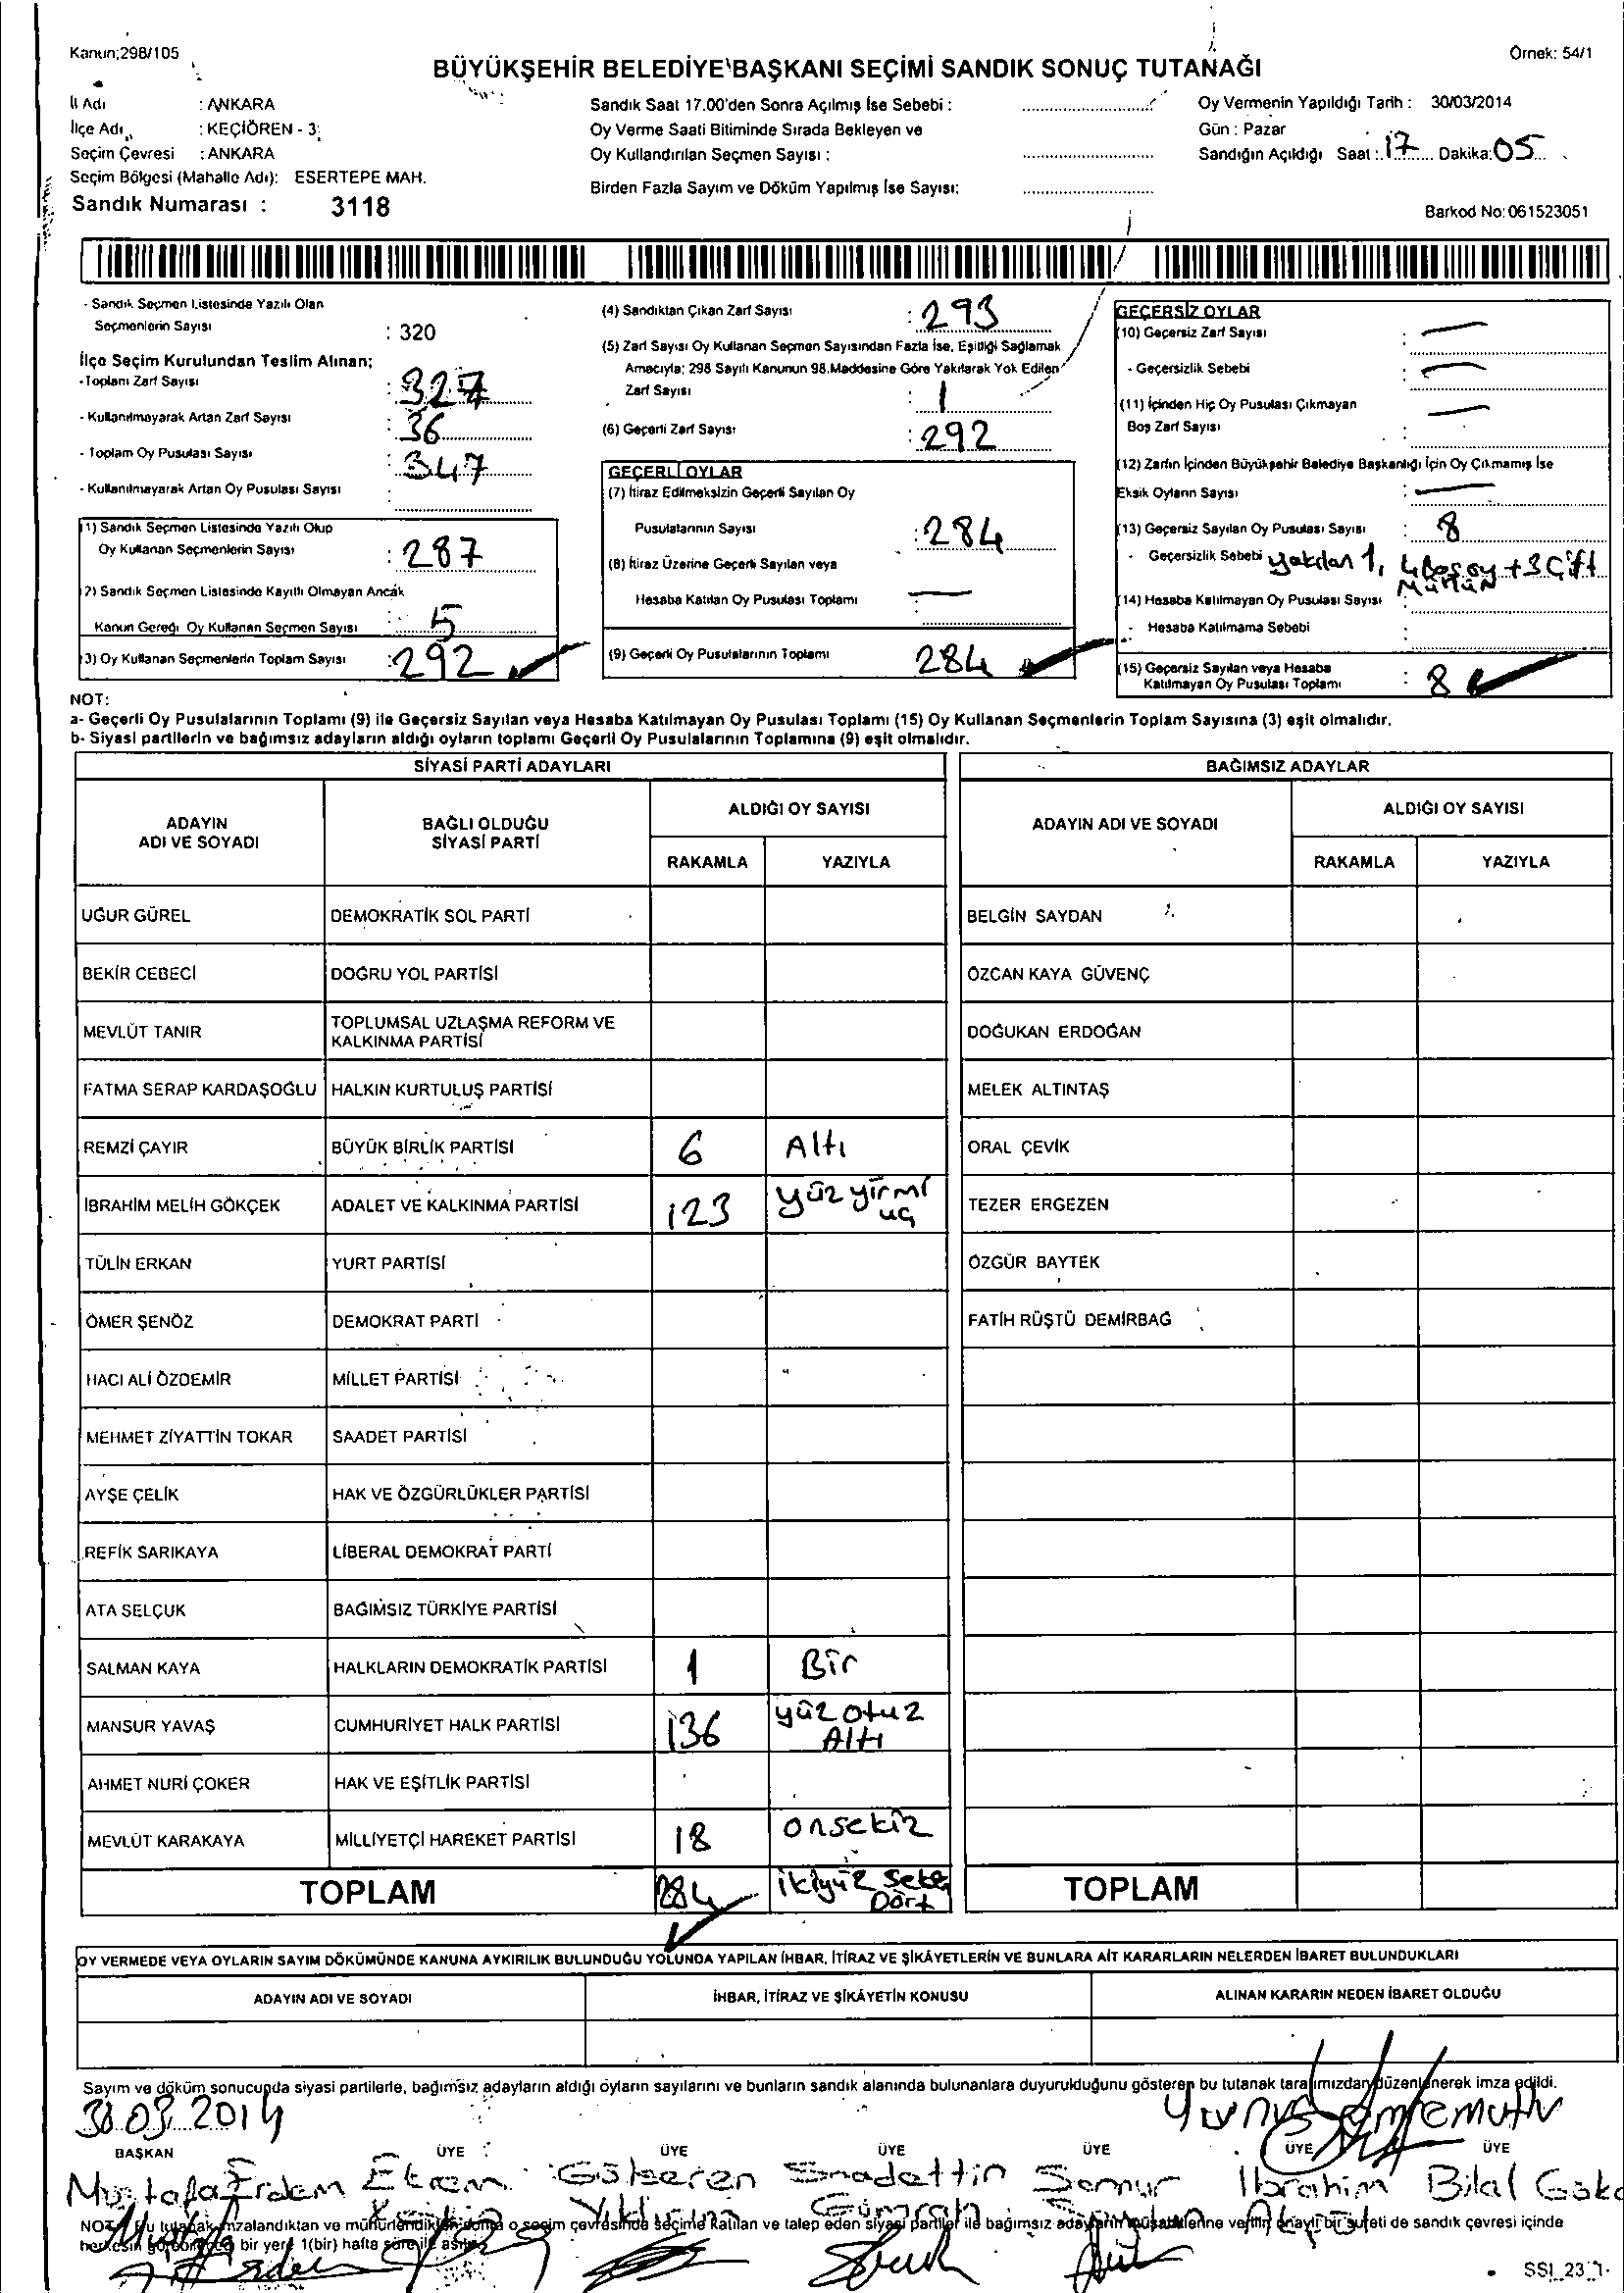 Kanun;298/105
Örnek: 54/1
BÜYÜKŞEHİR BELEDİYE BAŞKANI SEÇİMİ SANDIK SONUÇ TUTANAĞI
İl Adı : ANKARA
İlçe Adı : KEÇİÖREN - 3
Seçim Çevresi : ANKARA
Seçim Bölgesi (Mahalle Adı): ESERTEPE MAH.
Sandık Numarası : 3118
Sandık Saat 17.00'den Sonra Açılmış İse Sebebi :
Oy Verme Saati Bitiminde Sırada Bekleyen ve
Oy Kullandırılan Seçmen Sayısı :
Birden Fazla Sayım ve Döküm Yapılmış İse Sayısı:
Oy Vermenin Yapıldığı Tarih : 30/03/2014
Gün : Pazar
Sandığın Açıldığı Saat : 17 Dakika: 05
Barkod No: 061523051
- Sandık Seçmen Listesinde Yazılı Olan
Seçmenlerin Sayısı : 320
İlçe Seçim Kurulundan Teslim Alınan;
- Toplam Zarf Sayısı : 327
- Kullanılmayarak Artan Zarf Sayısı : 36
- Toplam Oy Pusulası Sayısı : 347
- Kullanılmayarak Artan Oy Pusulası Sayısı :
(1) Sandık Seçmen Listesinde Yazılı Olup
Oy Kullanan Seçmenlerin Sayısı : 287
(2) Sandık Seçmen Listesinde Kayıtlı Olmayan Ancak
Kanun Gereği Oy Kullanan Seçmen Sayısı : 5
(3) Oy Kullanan Seçmenlerin Toplam Sayısı : 292
(4) Sandıktan Çıkan Zarf Sayısı : 293
(5) Zarf Sayısı Oy Kullanan Seçmen Sayısından Fazla İse, Eşitliği Sağlamak
Amacıyla; 298 Sayılı Kanunun 98.Maddesine Göre Yakılarak Yok Edilen
Zarf Sayısı : 1
(6) Geçerli Zarf Sayısı : 292
GEÇERLİ OYLAR
(7) İtiraz Edilmeksizin Geçerli Sayılan Oy
Pusulalarının Sayısı : 284
(8) İtiraz Üzerine Geçerli Sayılan veya
Hesaba Katılan Oy Pusulası Toplamı : —
(9) Geçerli Oy Pusulalarının Toplamı 284
GEÇERSİZ OYLAR
(10) Geçersiz Zarf Sayısı : —
- Geçersizlik Sebebi : —
(11) İçinden Hiç Oy Pusulası Çıkmayan
Boş Zarf Sayısı : —
(12) Zarfın İçinden Büyükşehir Belediye Başkanlığı İçin Oy Çıkmamış İse
Eksik Oyların Sayısı : —
(13) Geçersiz Sayılan Oy Pusulası Sayısı : 8
- Geçersizlik Sebebi yakılan 1, 4 Boş oy + 3 Çift
Mühür
(14) Hesaba Katılmayan Oy Pusulası Sayısı :
- Hesaba Katılmama Sebebi :
(15) Geçersiz Sayılan veya Hesaba
Katılmayan Oy Pusulası Toplamı : 8
NOT:
a- Geçerli Oy Pusulalarının Toplamı (9) ile Geçersiz Sayılan veya Hesaba Katılmayan Oy Pusulası Toplamı (15) Oy Kullanan Seçmenlerin Toplam Sayısına (3) eşit olmalıdır.
b- Siyasi partilerin ve bağımsız adayların aldığı oyların toplamı Geçerli Oy Pusulalarının Toplamına (9) eşit olmalıdır.
SİYASİ PARTİ ADAYLARI
ADAYIN ADI VE SOYADI
BAĞLI OLDUĞU SİYASİ PARTİ
ALDIĞI OY SAYISI
RAKAMLA YAZIYLA
UĞUR GÜREL DEMOKRATİK SOL PARTİ
BEKİR CEBECİ DOĞRU YOL PARTİSİ
MEVLÜT TANIR TOPLUMSAL UZLAŞMA REFORM VE
KALKINMA PARTİSİ
FATMA SERAP KARDAŞOĞLU HALKIN KURTULUŞ PARTİSİ
REMZİ ÇAYIR BÜYÜK BİRLİK PARTİSİ 6 Altı
İBRAHİM MELİH GÖKÇEK ADALET VE KALKINMA PARTİSİ 123 yüz yirmi
üç
TÜLİN ERKAN YURT PARTİSİ
ÖMER ŞENÖZ DEMOKRAT PARTİ
HACI ALİ ÖZDEMİR MİLLET PARTİSİ
MEHMET ZİYATTİN TOKAR SAADET PARTİSİ
AYŞE ÇELİK HAK VE ÖZGÜRLÜKLER PARTİSİ
REFİK SARIKAYA LİBERAL DEMOKRAT PARTİ
ATA SELÇUK BAĞIMSIZ TÜRKİYE PARTİSİ
SALMAN KAYA HALKLARIN DEMOKRATİK PARTİSİ 1 Bir
MANSUR YAVAŞ CUMHURİYET HALK PARTİSİ 136 yüz otuz
Altı
AHMET NURİ ÇOKER HAK VE EŞİTLİK PARTİSİ
MEVLÜT KARAKAYA MİLLİYETÇİ HAREKET PARTİSİ 18 onsekiz
TOPLAM 284 ikiyüz Seksen
Dört
BAĞIMSIZ ADAYLAR
ADAYIN ADI VE SOYADI
ALDIĞI OY SAYISI
RAKAMLA YAZIYLA
BELGİN SAYDAN
ÖZCAN KAYA GÜVENÇ
DOĞUKAN ERDOĞAN
MELEK ALTINTAŞ
ORAL ÇEVİK
TEZER ERGEZEN
ÖZGÜR BAYTEK
FATİH RÜŞTÜ DEMİRBAĞ
TOPLAM
OY VERMEDE VEYA OYLARIN SAYIM DÖKÜMÜNDE KANUNA AYKIRILIK BULUNDUĞU YOLUNDA YAPILAN İHBAR, İTİRAZ VE ŞİKÂYETLERİN VE BUNLARA AİT KARARLARIN NELERDEN İBARET BULUNDUKLARI
ADAYIN ADI VE SOYADI
İHBAR, İTİRAZ VE ŞİKÂYETİN KONUSU
ALINAN KARARIN NEDEN İBARET OLDUĞU
Sayım ve döküm sonucunda siyasi partilerle, bağımsız adayların aldığı oyların sayılarını ve bunların sandık alanında bulunanlara duyurulduğunu gösteren bu tutanak tarafımızdan düzenlenerek imza edildi.
30.03.2014
Yunus
BAŞKAN ÜYE ÜYE ÜYE ÜYE ÜYE ÜYE
Mustafa Erdem Ekrem Gülseren Sadettin Semur İbrahim Bilal
Yıldırım
NOT: Bu tutanak imzalandıktan ve mühürlendikten sonra o seçim çevresinde seçime katılan ve talep eden siyasi partiler ile bağımsız adayların müşahitlerine verilir, onaylı bir sureti de sandık çevresi içinde
herkesin göreceği bir yere 1(bir) hafta süre ile asılır.